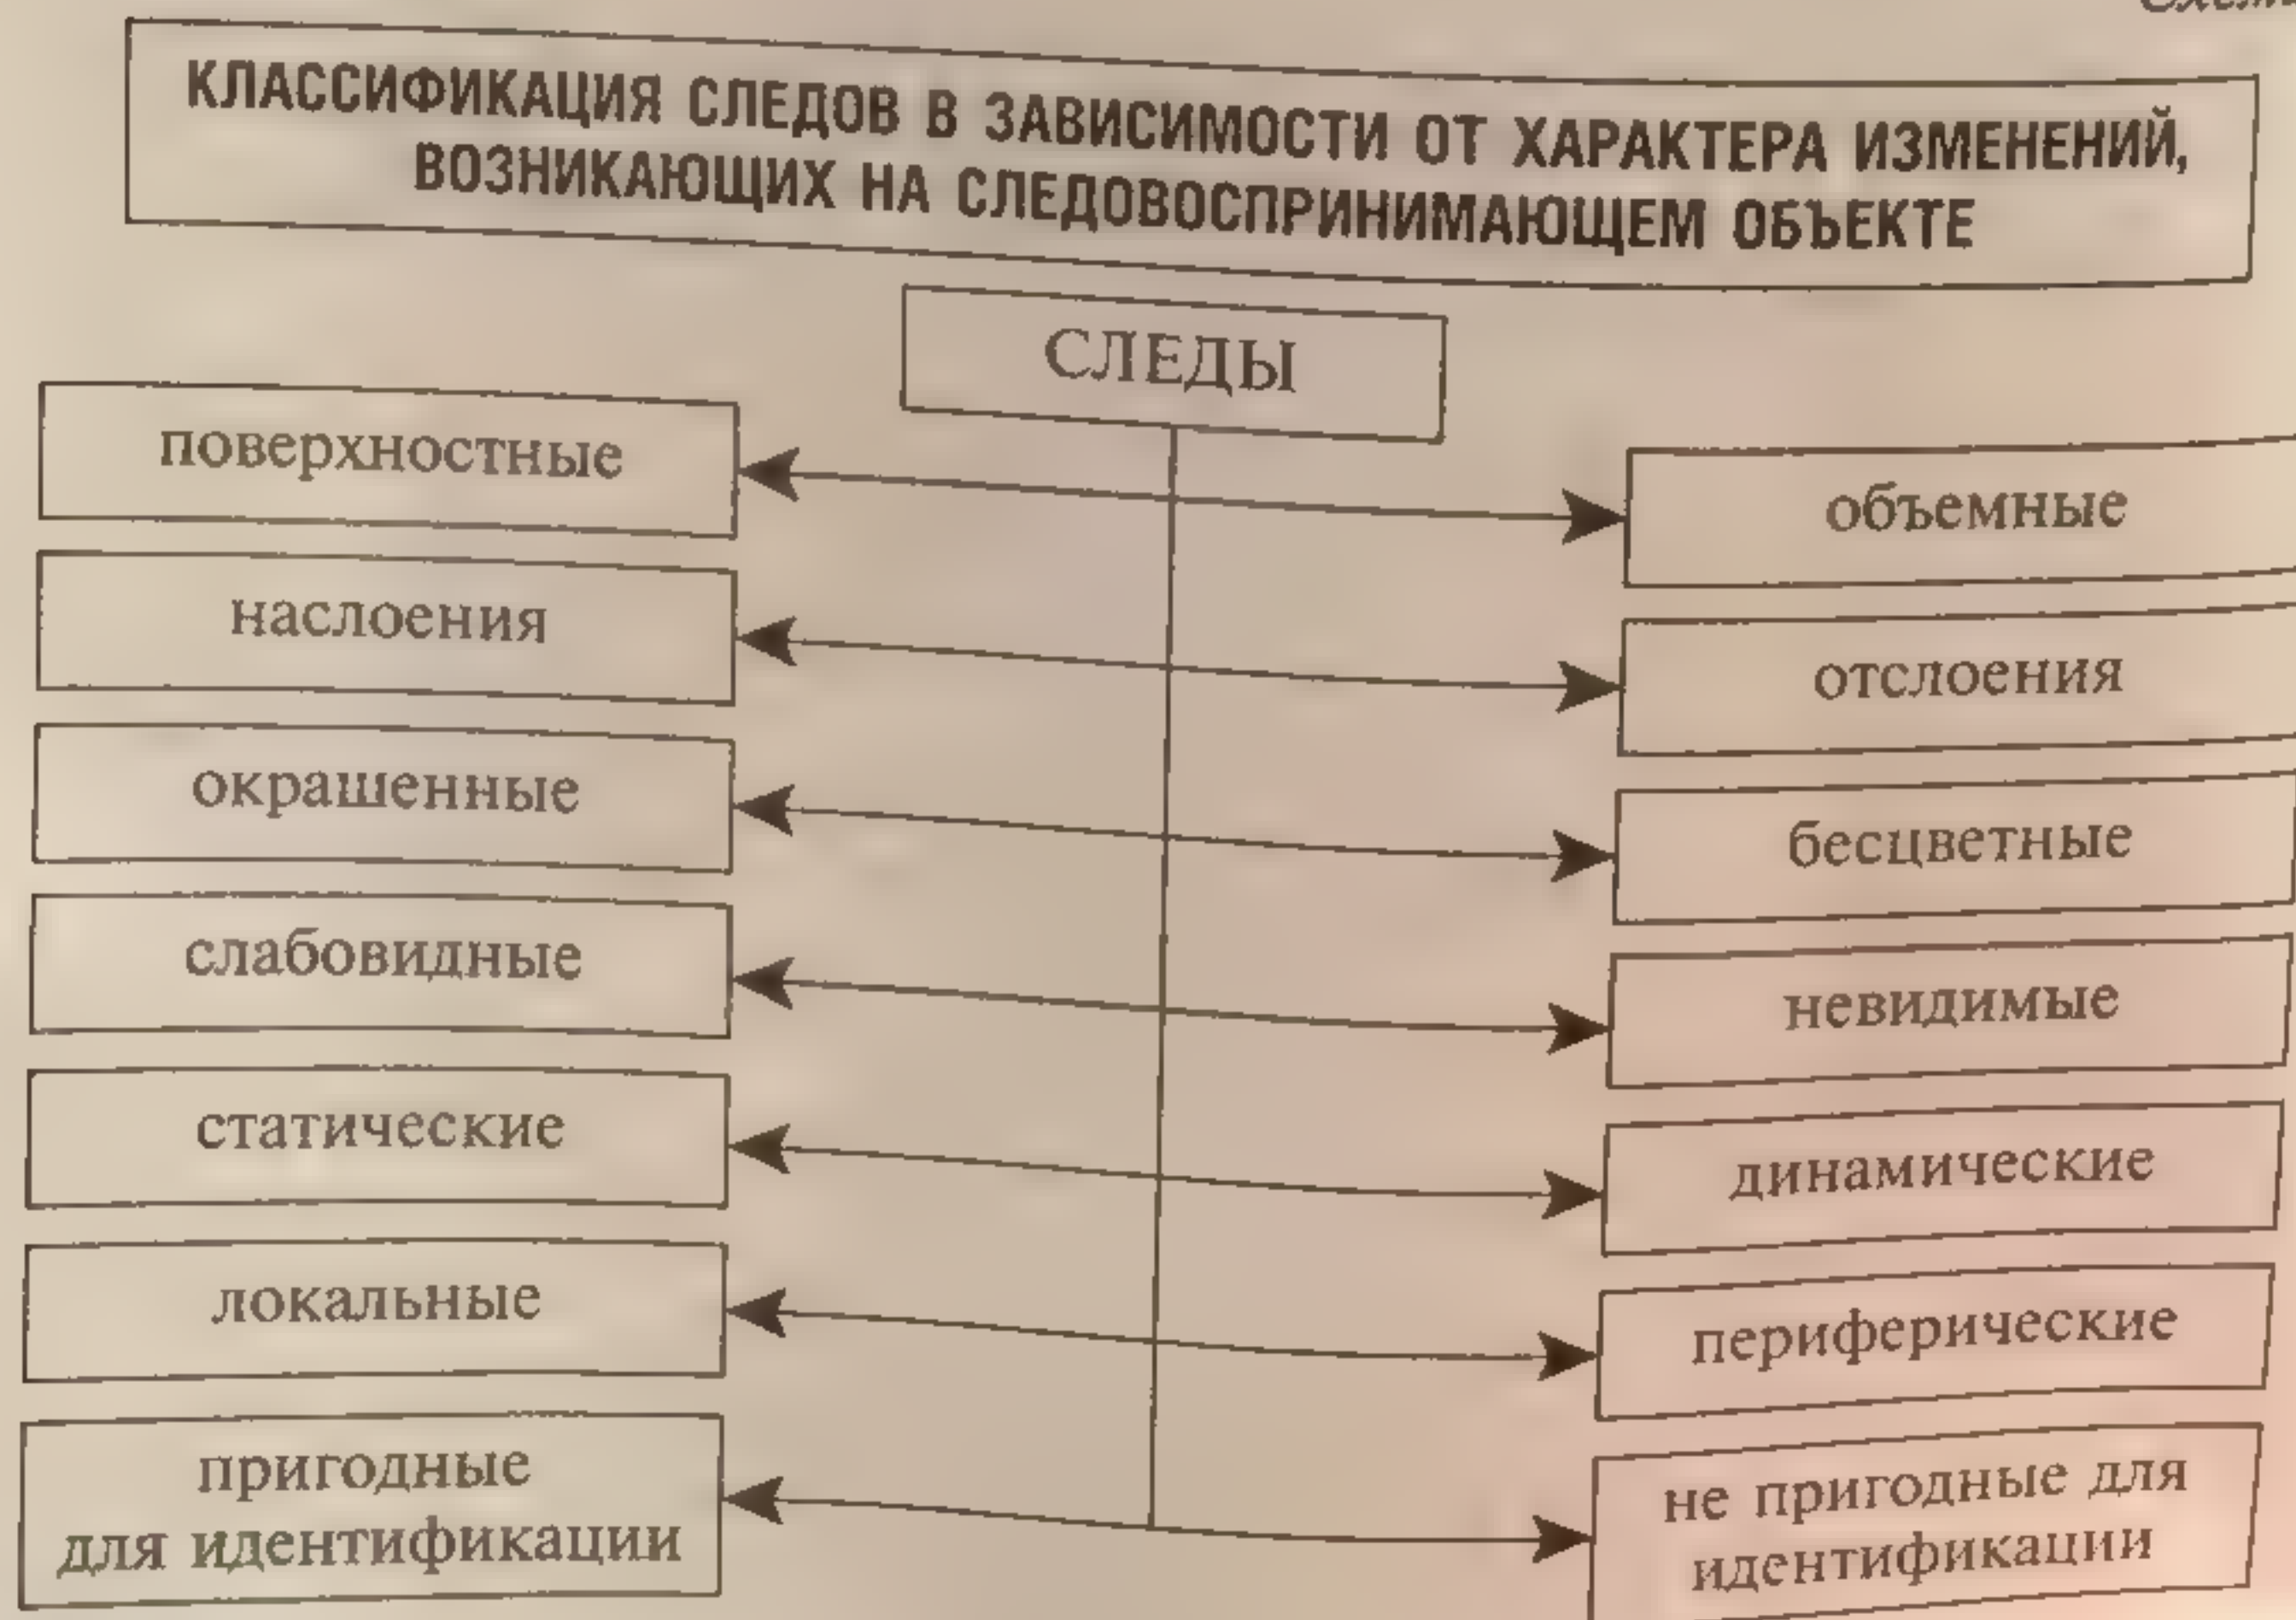 КЛАССИФИКАЦИЯ СЛЕДОВ В ЗАВИСИМОСТИ ОТ ХАРАКТЕРА ИЗМЕНЕНИЙ,
ВОЗНИКАЮЩИХ НА СЛЕДОВОСПРИНИМАЮЩЕМ ОБЪЕКТЕ
СЛЕДЫ
поверхностные
объемные
наслоения
отслоения
окрашенные
бесцветные
слабовидные
невидимые
статические
динамические
локальные
периферические
пригодные
для идентификации
не пригодные для
идентификации